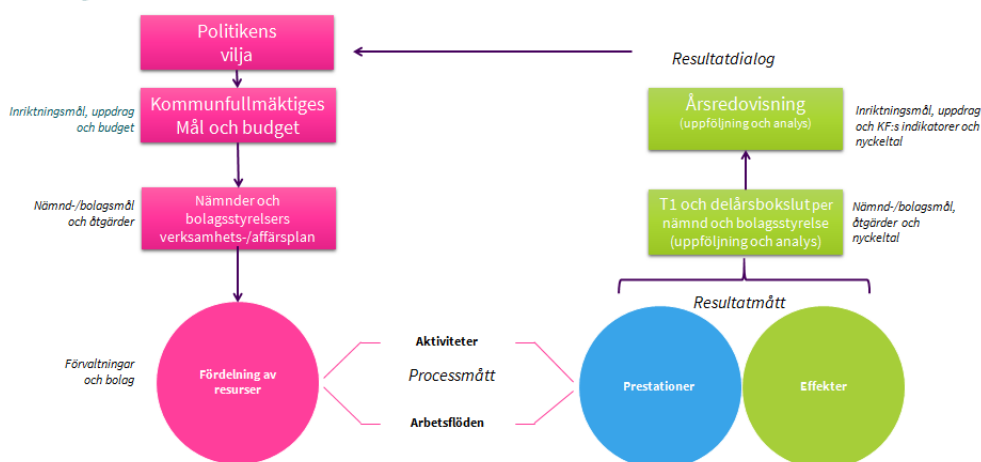 Politikens
vilja
Resultatdialog
Inriktningsmål, uppdrag
och budget
Kommunfullmäktiges
Mål och budget
Årsredovisning
(uppföljning och analys)
Inriktningsmål, uppdrag
och KF:s indikatorer och
nyckeltal
Nämnd-/bolagsmål
och åtgärder
Nämnder och
bolagsstyrelsers
verksamhets-/affärsplan
T1 och delårsbokslut per
nämnd och bolagsstyrelse
(uppföljning och analys)
Nämnd-/bolagsmål,
åtgärder och
nyckeltal
Resultatmått
Förvaltningar
och bolag
Fördelning av
resurser
Aktiviteter
Processmått
Arbetsflöden
Prestationer
Effekter